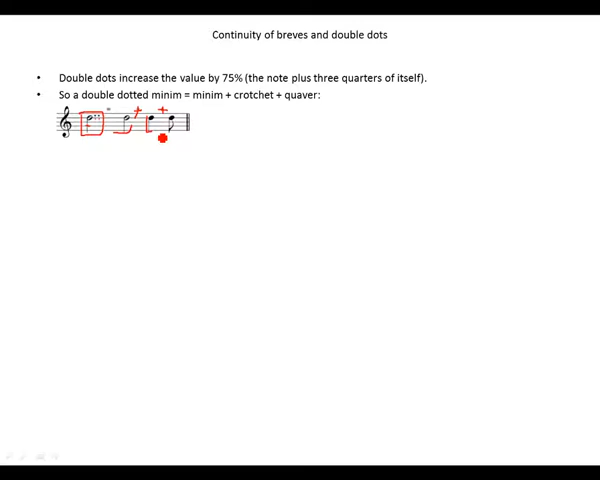 Continuity of breves and double dots
• Double dots increase the value by 75% (the note plus three quarters of itself).
• So a double dotted minim = minim + crotchet + quaver:
= + +